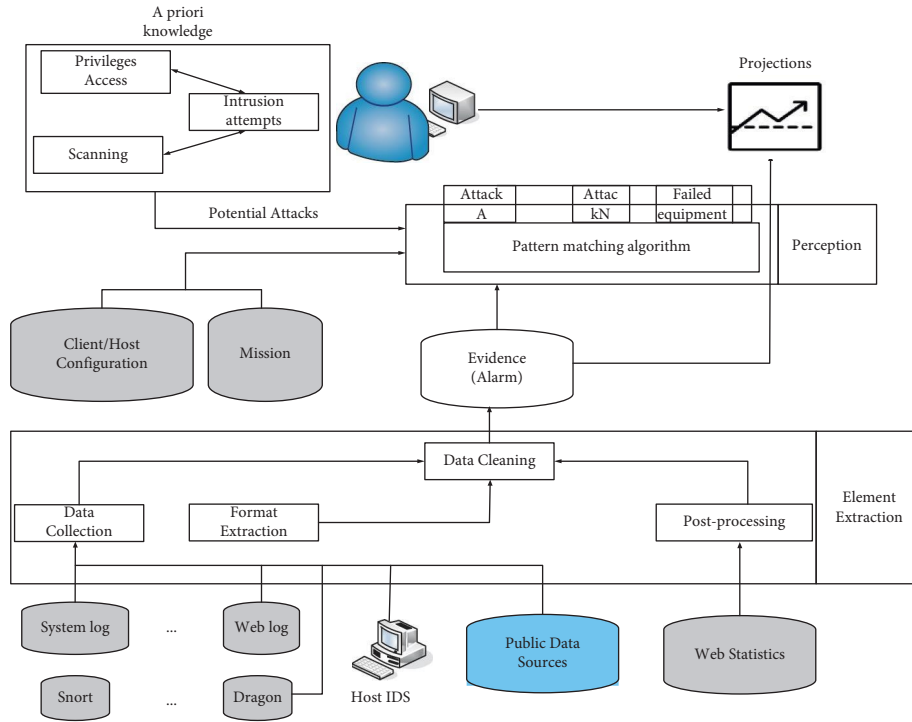 A priori
knowledge
Privileges
Access
Intrusion
attempts
Scanning
Projections
Potential Attacks
Attack
A
Attac
kN
Failed
equipment
Pattern matching algorithm
Perception
Client/Host
Configuration
Mission
Evidence
(Alarm)
Data Cleaning
Data
Collection
Format
Extraction
Post-processing
Element
Extraction
System log
...
Web log
Public Data
Sources
Web Statistics
Snort
...
Dragon
Host IDS